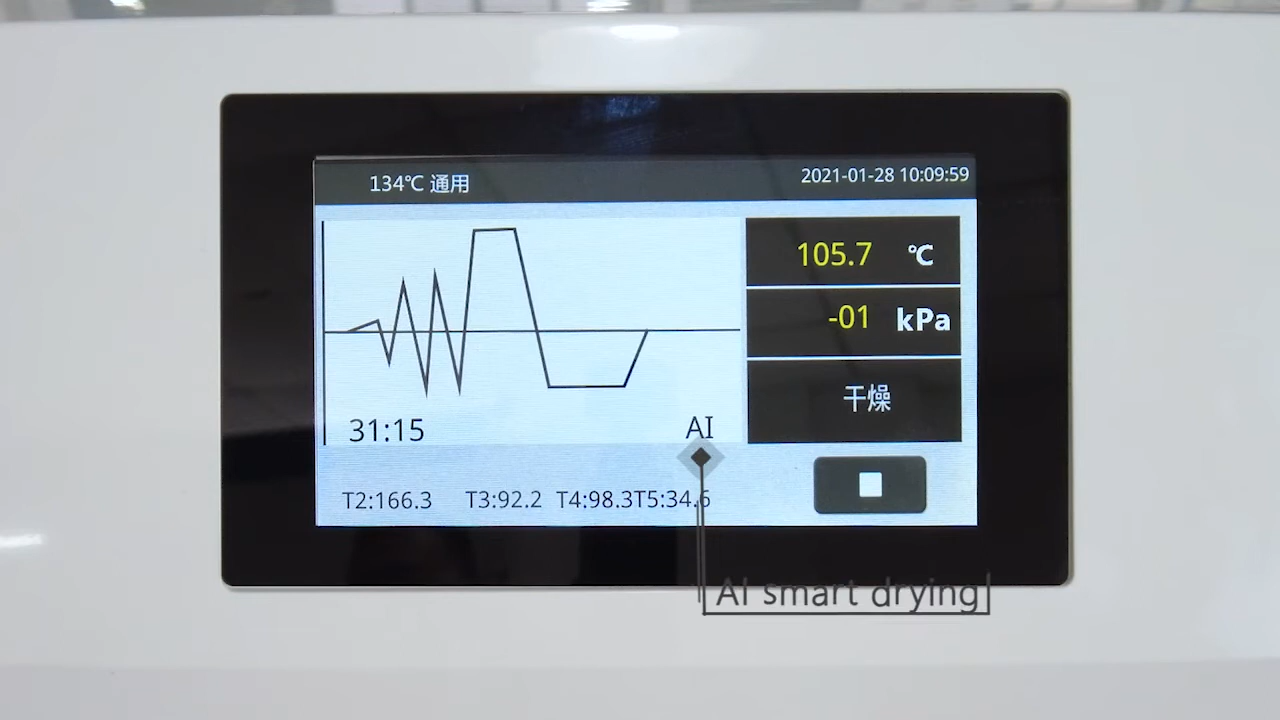 134℃ 通用
2021-01-28 10:09:59
105.7 ℃
-01 kPa
干燥
31:15
AI
T2:166.3 T3:92.2 T4:98.3T5:34.6
AI smart drying